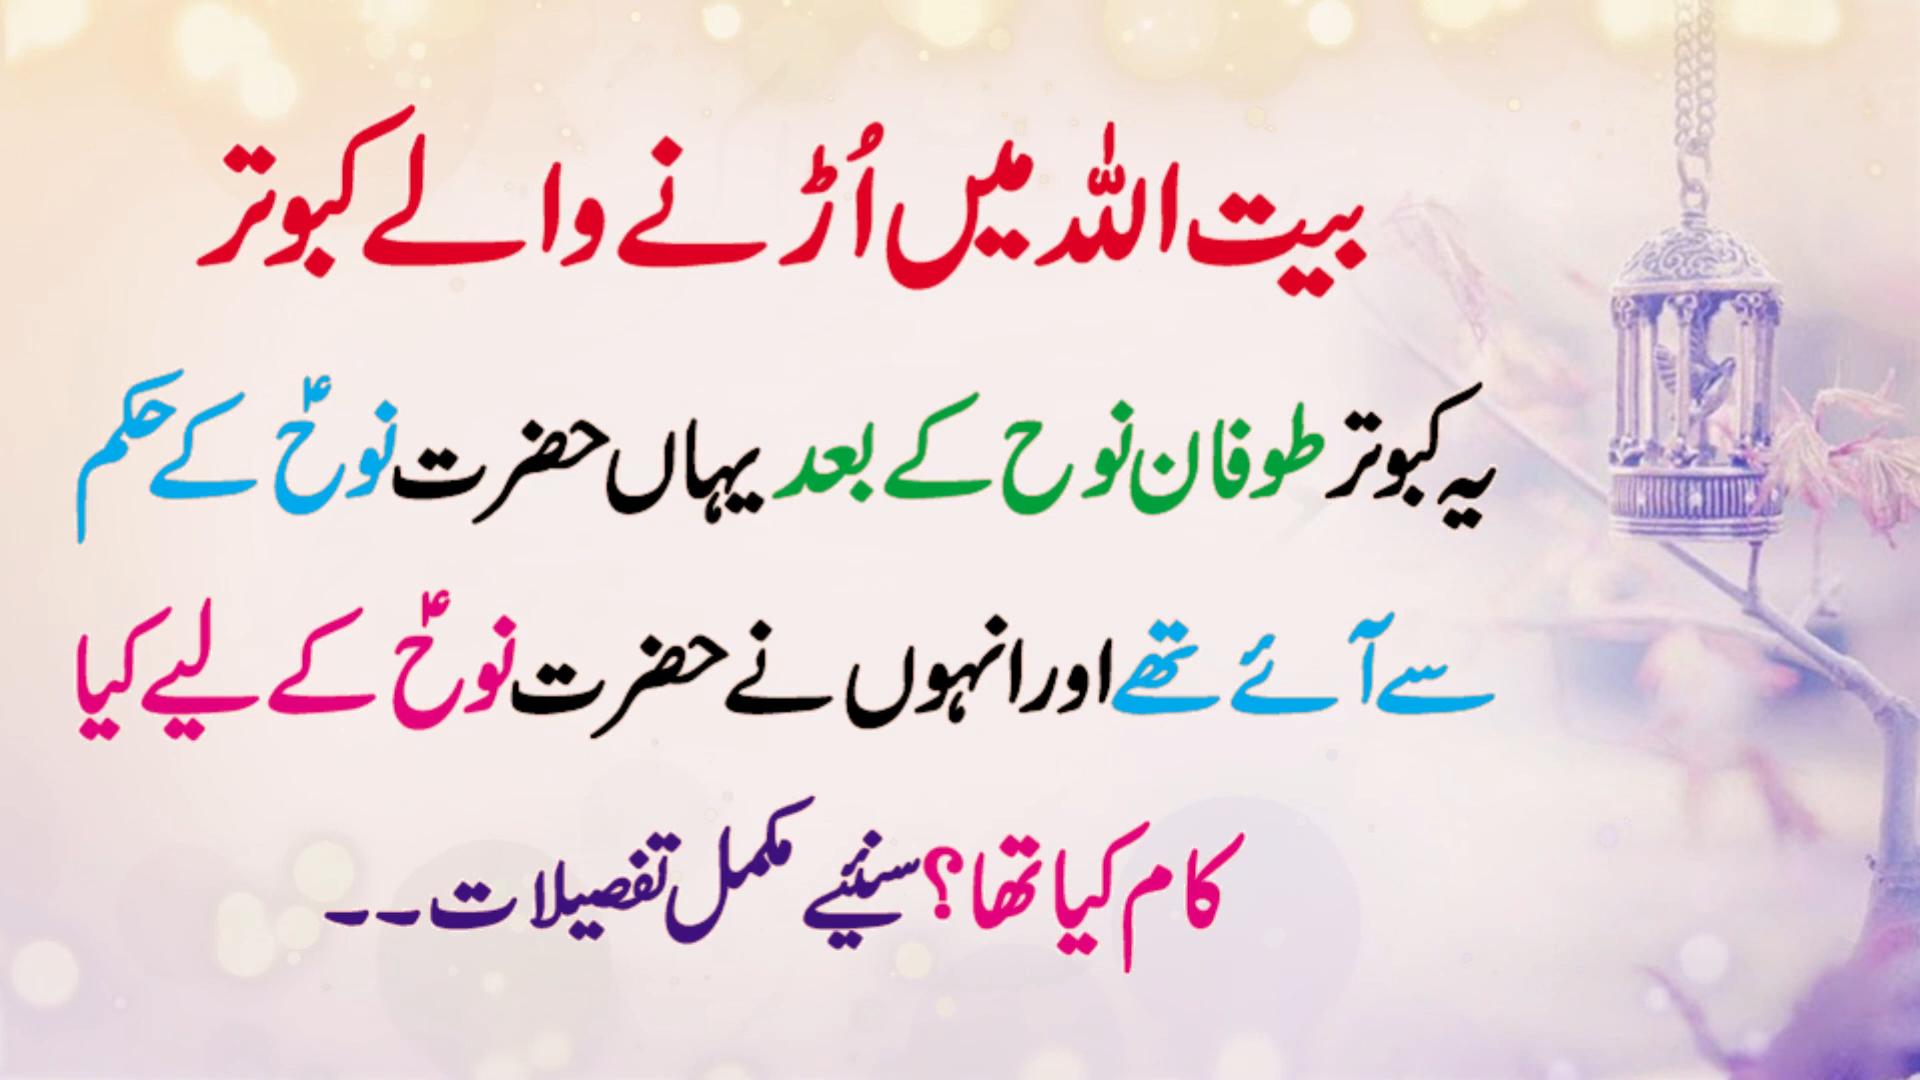 بیت اللہ میں اُڑنے والے کبوتر
یہ کبوتر طوفان نوح کے بعد یہاں حضرت نوحؑ کے حکم
سے آئے تھے اور انہوں نے حضرت نوحؑ کے لیے کیا
کام کیا تھا؟ سنئیے مکمل تفصیلات۔۔